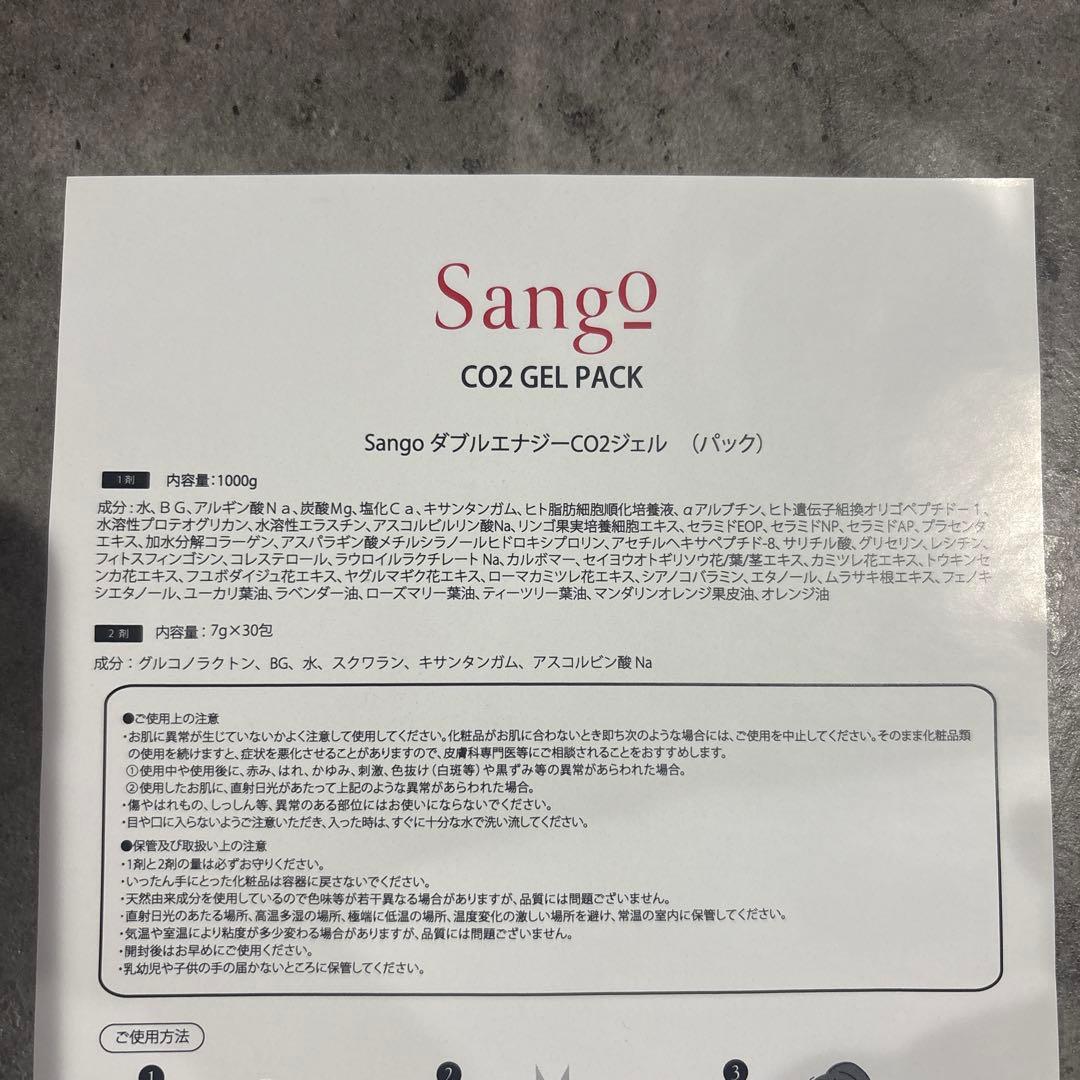 Sango
CO2 GEL PACK
Sango ダブルエナジーCO2ジェル （パック）
1剤 内容量：1000g
成分：水、ＢＧ、アルギン酸Ｎａ、炭酸Mg、塩化Ｃａ、キサンタンガム、ヒト脂肪細胞順化培養液、αアルブチン、ヒト遺伝子組換オリゴペプチド－１、
水溶性プロテオグリカン、水溶性エラスチン、アスコルビルリン酸Na、リンゴ果実培養細胞エキス、セラミドEOP、セラミドNP、セラミドAP、プラセンタ
エキス、加水分解コラーゲン、アスパラギン酸メチルシラノールヒドロキシプロリン、アセチルヘキサペプチド-8、サリチル酸、グリセリン、レシチン、
フィトスフィンゴシン、コレステロール、ラウロイルラクチレートNa、カルボマー、セイヨウオトギリソウ花/葉/茎エキス、カミツレ花エキス、トウキンセ
ンカ花エキス、フユボダイジュ花エキス、ヤグルマギク花エキス、ローマカミツレ花エキス、シアノコバラミン、エタノール、ムラサキ根エキス、フェノキ
シエタノール、ユーカリ葉油、ラベンダー油、ローズマリー葉油、ティーツリー葉油、マンダリンオレンジ果皮油、オレンジ油
2剤 内容量：7g×30包
成分：グルコノラクトン、BG、水、スクワラン、キサンタンガム、アスコルビン酸Na
●ご使用上の注意
・お肌に異常が生じていないかよく注意して使用してください。化粧品がお肌に合わないとき即ち次のような場合には、ご使用を中止してください。そのまま化粧品類
の使用を続けますと、症状を悪化させることがありますので、皮膚科専門医等にご相談されることをおすすめします。
①使用中や使用後に、赤み、はれ、かゆみ、刺激、色抜け（白斑等）や黒ずみ等の異常があらわれた場合。
②使用したお肌に、直射日光があたって上記のような異常があらわれた場合。
・傷やはれもの、しっしん等、異常のある部位にはお使いにならないでください。
・目や口に入らないようご注意いただき、入った時は、すぐに十分な水で洗い流してください。
●保管及び取扱い上の注意
・1剤と2剤の量は必ずお守りください。
・いったん手にとった化粧品は容器に戻さないでください。
・天然由来成分を使用しているので色味等が若干異なる場合がありますが、品質には問題ございません。
・直射日光のあたる場所、高温多湿の場所、極端に低温の場所、温度変化の激しい場所を避け、常温の室内に保管してください。
・気温や室温により粘度が多少変わる場合がありますが、品質には問題ございません。
・開封後はお早めにご使用ください。
・乳幼児や子供の手の届かないところに保管してください。
ご使用方法
1 2 3